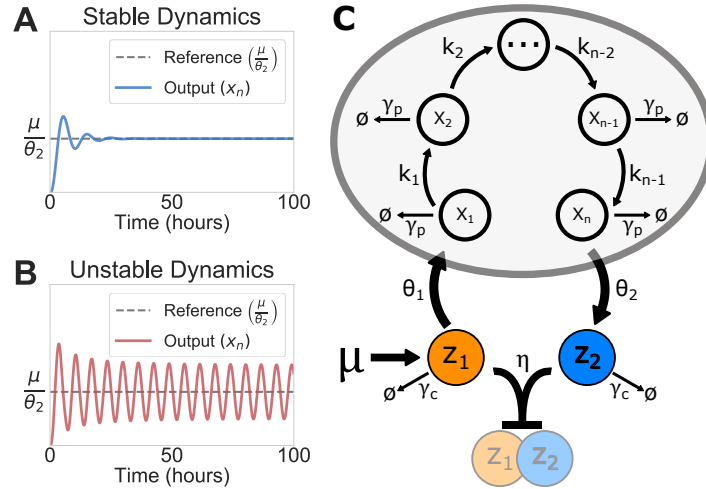 A
Stable Dynamics
Reference (μ/θ₂)
Output (xₙ)
μ/θ₂
0
50
100
Time (hours)
B
Unstable Dynamics
Reference (μ/θ₂)
Output (xₙ)
μ/θ₂
0
50
100
Time (hours)
C
k₂
...
kₙ₋₂
ø
γₚ
X₂
Xₙ₋₁
γₚ
ø
k₁
kₙ₋₁
ø
γₚ
X₁
Xₙ
γₚ
ø
θ₁
θ₂
μ
Z₁
η
Z₂
ø
γ_c
γ_c
ø
Z₁
Z₂